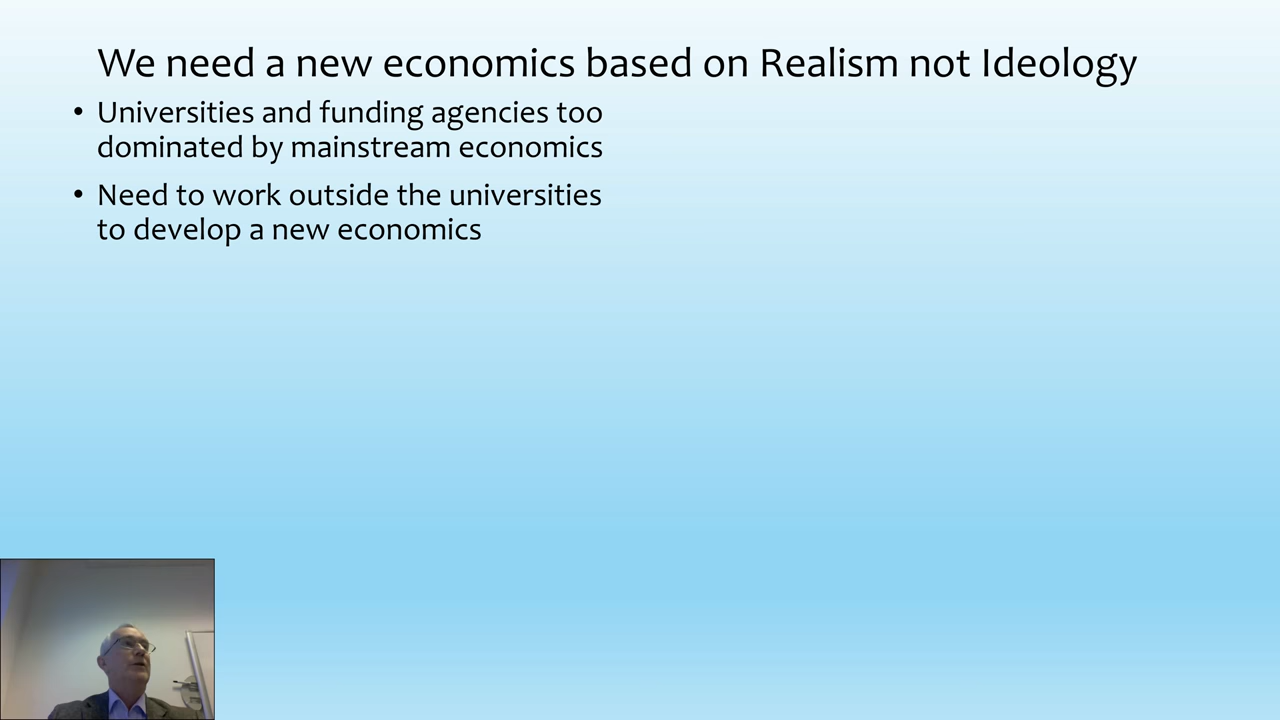 We need a new economics based on Realism not Ideology
• Universities and funding agencies too
dominated by mainstream economics
• Need to work outside the universities
to develop a new economics